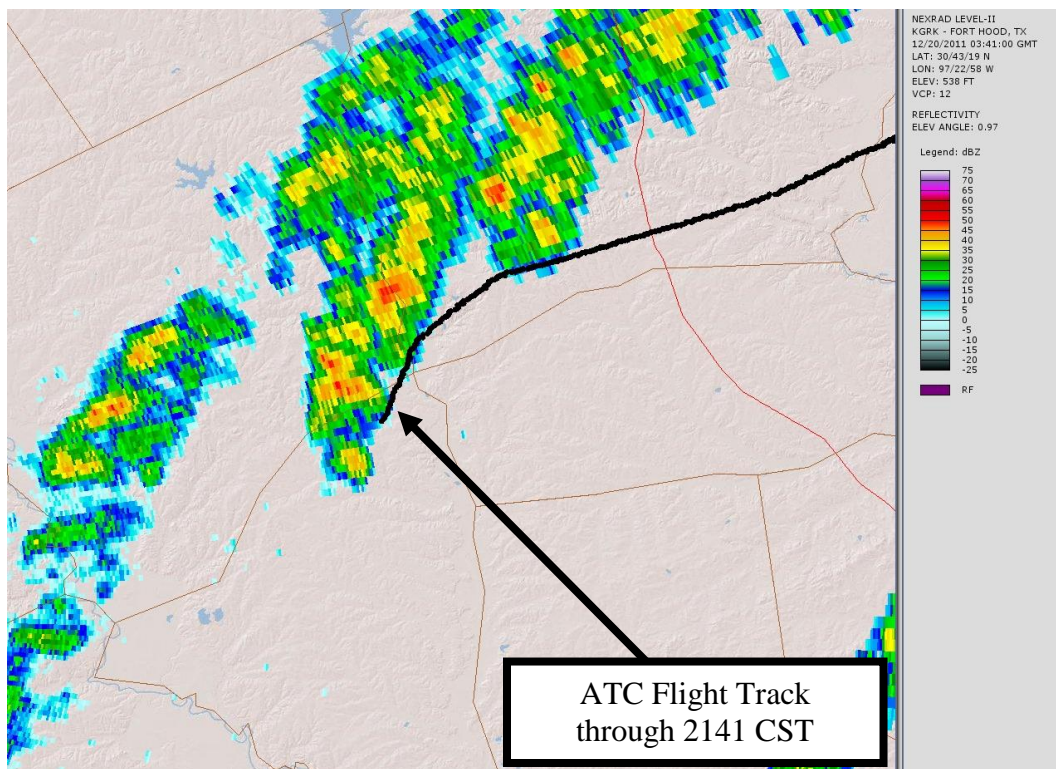 NEXRAD LEVEL-II
KGRK - FORT HOOD, TX
12/20/2011 03:41:00 GMT
LAT: 30/43/19 N
LON: 97/22/58 W
ELEV: 538 FT
VCP: 12
REFLECTIVITY
ELEV ANGLE: 0.97
Legend: dBZ
75
70
65
60
55
50
45
40
35
30
25
20
15
10
5
0
-5
-10
-15
-20
-25
RF
ATC Flight Track
through 2141 CST